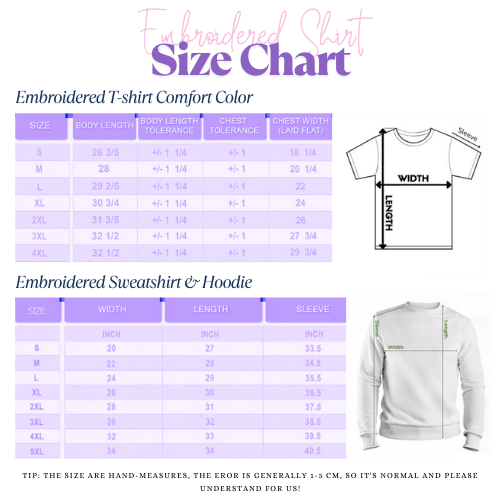 Embroidered Shirt
Size Chart
Embroidered T-shirt Comfort Color
SIZE BODY LENGTH BODY LENGTH TOLERANCE CHEST TOLERANCE CHEST WIDTH (LAID FLAT)
S 26 3/5 +/- 1 1/4 +/- 1 18 1/4
M 28 +/- 1 1/4 +/- 1 20 1/4
L 29 2/5 +/- 1 1/4 +/- 1 22
XL 30 3/4 +/- 1 1/4 +/- 1 24
2XL 31 3/5 +/- 1 1/4 +/- 1 26
3XL 32 1/2 +/- 1 1/4 +/- 1 27 3/4
4XL 32 1/2 +/- 1 1/4 +/- 1 29 3/4
Sleeve
WIDTH
LENGTH
Embroidered Sweatshirt & Hoodie
SIZE WIDTH LENGTH SLEEVE
INCH INCH INCH
S 20 27 33.5
M 22 28 34.5
L 24 29 35.5
XL 26 30 36.5
2XL 28 31 37.5
3XL 30 32 38.5
4XL 32 33 39.5
5XL 34 34 40.5
Sleeve
Length
Width
TIP: THE SIZE ARE HAND-MEASURES, THE EROR IS GENERALLY 1-3 CM, SO IT'S NORMAL AND PLEASE
UNDERSTAND FOR US!